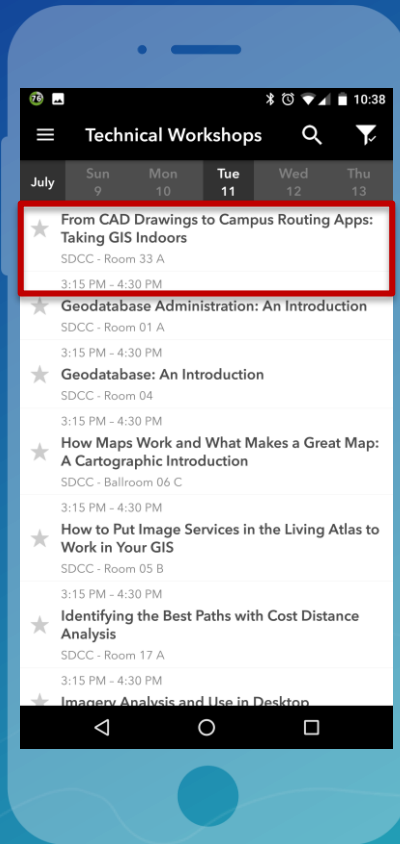 76
10:38
Technical Workshops
July
Sun Mon Tue Wed Thu
9 10 11 12 13
From CAD Drawings to Campus Routing Apps:
Taking GIS Indoors
SDCC - Room 33 A
3:15 PM – 4:30 PM
Geodatabase Administration: An Introduction
SDCC - Room 01 A
3:15 PM – 4:30 PM
Geodatabase: An Introduction
SDCC - Room 04
3:15 PM – 4:30 PM
How Maps Work and What Makes a Great Map:
A Cartographic Introduction
SDCC - Ballroom 06 C
3:15 PM – 4:30 PM
How to Put Image Services in the Living Atlas to
Work in Your GIS
SDCC - Room 05 B
3:15 PM – 4:30 PM
Identifying the Best Paths with Cost Distance
Analysis
SDCC - Room 17 A
3:15 PM – 4:30 PM
Imagery Analysis and Use in Desktop